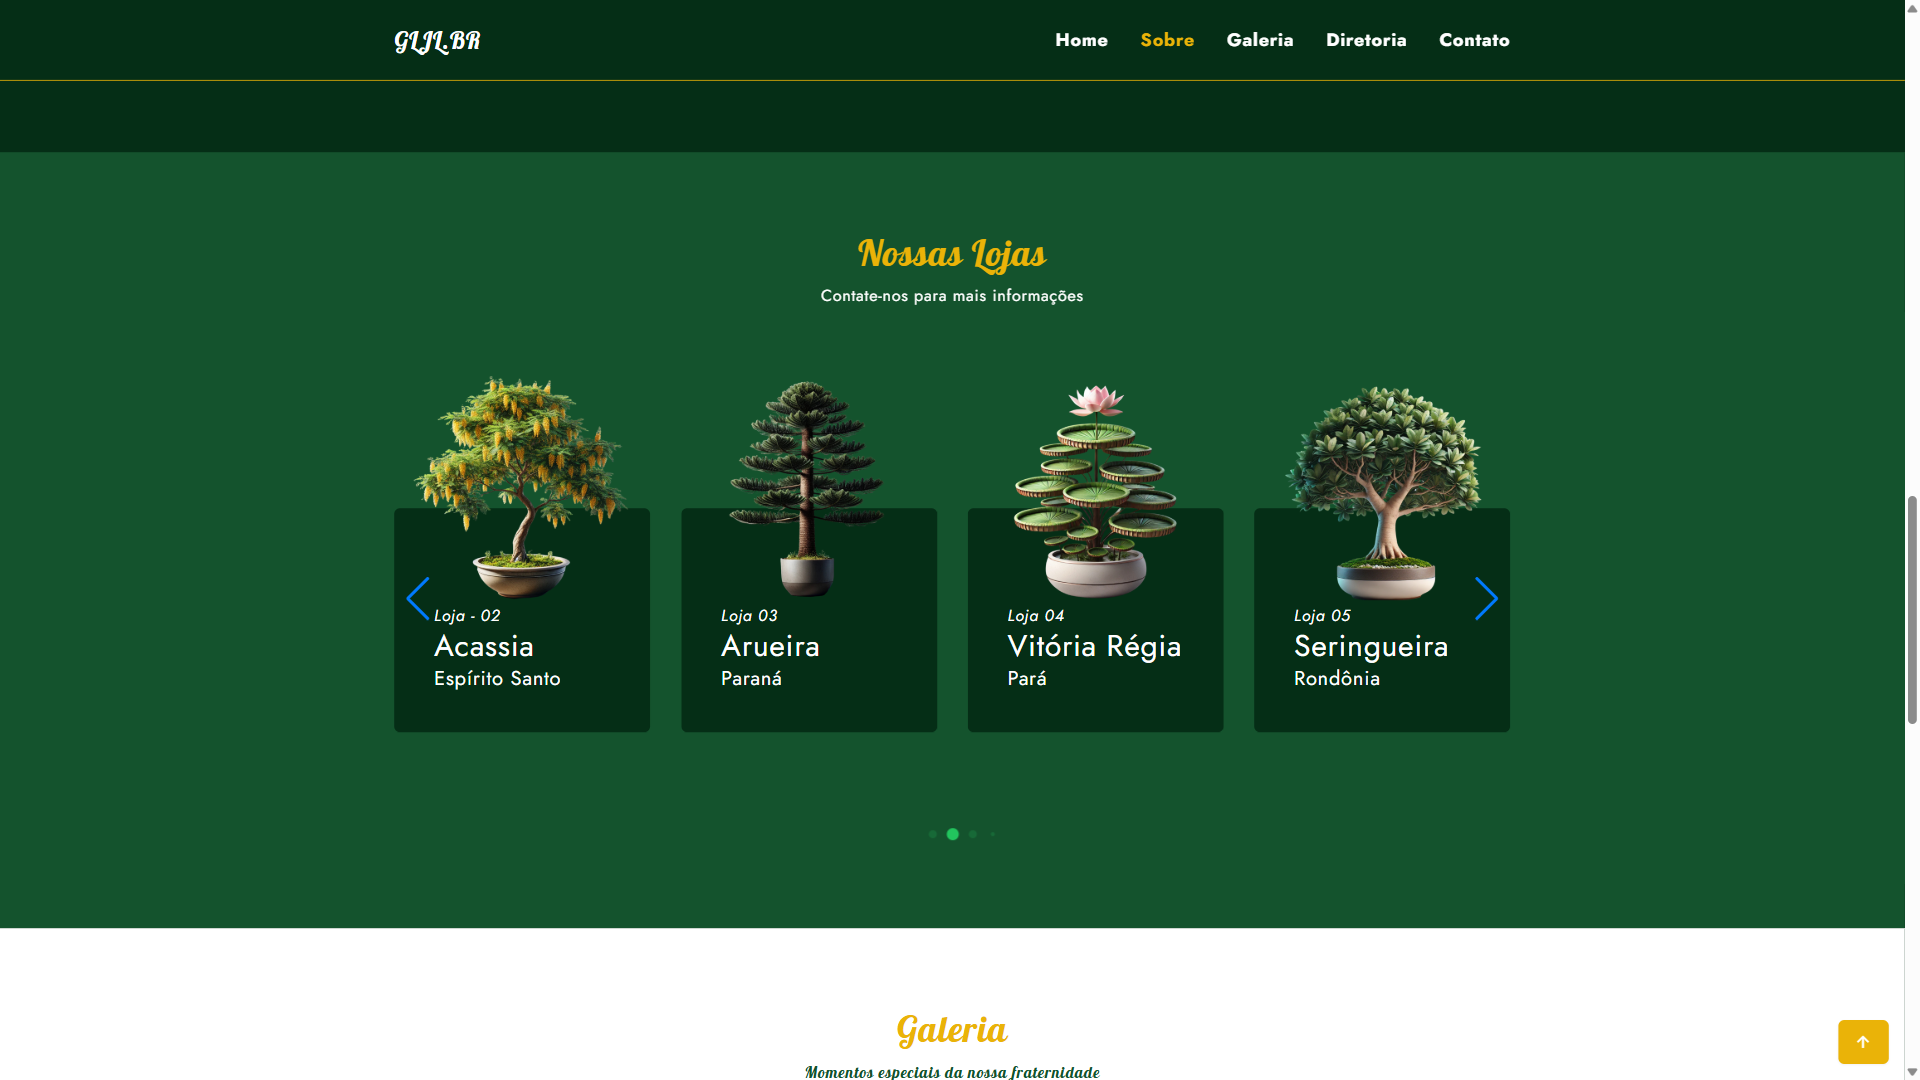 GLJL.BR
Home Sobre Galeria Diretoria Contato
Nossas Lojas
Contate-nos para mais informações
Loja - 02
Acassia
Espírito Santo
Loja 03
Arueira
Paraná
Loja 04
Vitória Régia
Pará
Loja 05
Seringueira
Rondônia
Galeria
Momentos especiais da nossa fraternidade